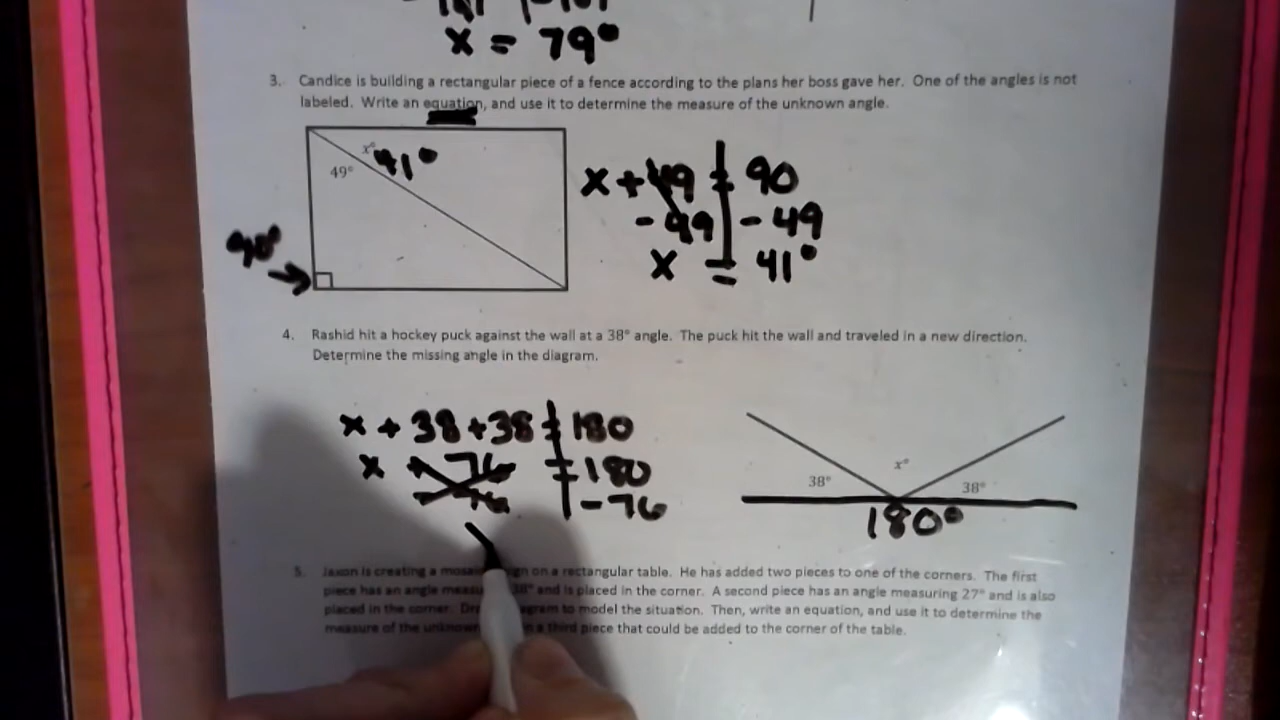 x = 79°
3. Candice is building a rectangular piece of a fence according to the plans her boss gave her. One of the angles is not
labeled. Write an equation, and use it to determine the measure of the unknown angle.
x° 41°
49°
90°
x + 49 = 90
- 49 - 49
x = 41°
4. Rashid hit a hockey puck against the wall at a 38° angle. The puck hit the wall and traveled in a new direction.
Determine the missing angle in the diagram.
x + 38 + 38 = 180
x + 76 = 180
- 76 - 76
x°
38° 38°
180°
5. Jaxon is creating a mosaic on a rectangular table. He has added two pieces to one of the corners. The first
piece has an angle 38° and is placed in the corner. A second piece has an angle measuring 27° and is also
placed in the corner. to model the situation. Then, write an equation, and use it to determine the
measure of the unknown a third piece that could be added to the corner of the table.